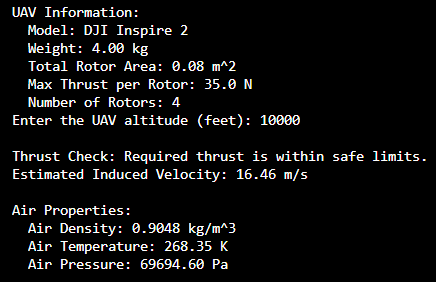 UAV Information:
Model: DJI Inspire 2
Weight: 4.00 kg
Total Rotor Area: 0.08 m^2
Max Thrust per Rotor: 35.0 N
Number of Rotors: 4
Enter the UAV altitude (feet): 10000
Thrust Check: Required thrust is within safe limits.
Estimated Induced Velocity: 16.46 m/s
Air Properties:
Air Density: 0.9048 kg/m^3
Air Temperature: 268.35 K
Air Pressure: 69694.60 Pa